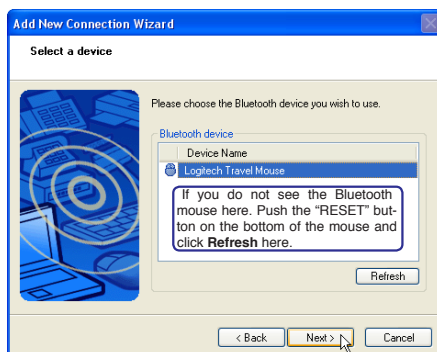 Add New Connection Wizard
Select a device
Please choose the Bluetooth device you wish to use.
Bluetooth device
Device Name
Logitech Travel Mouse
If you do not see the Bluetooth
mouse here. Push the “RESET” but-
ton on the bottom of the mouse and
click Refresh here.
Refresh
< Back Next > Cancel